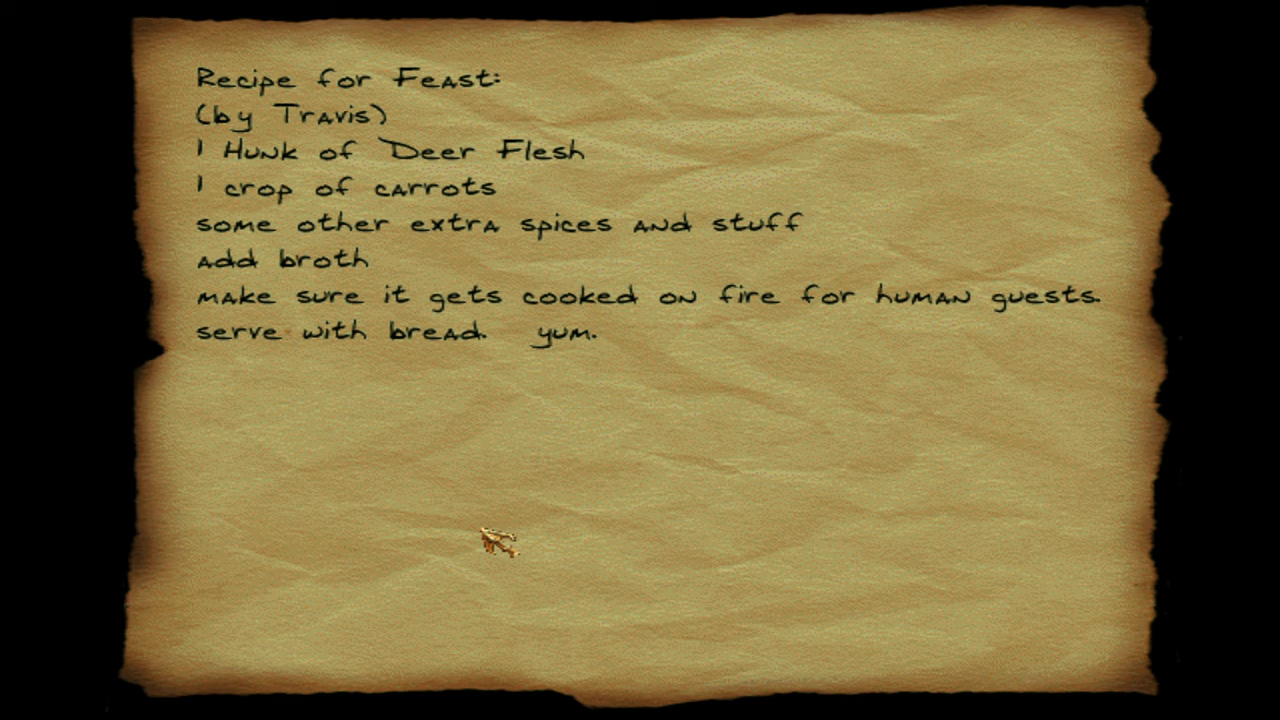 Recipe for Feast:
(by Travis)
1 Hunk of Deer Flesh
1 crop of carrots
some other extra spices and stuff
add broth
make sure it gets cooked on fire for human guests.
serve with bread. yum.